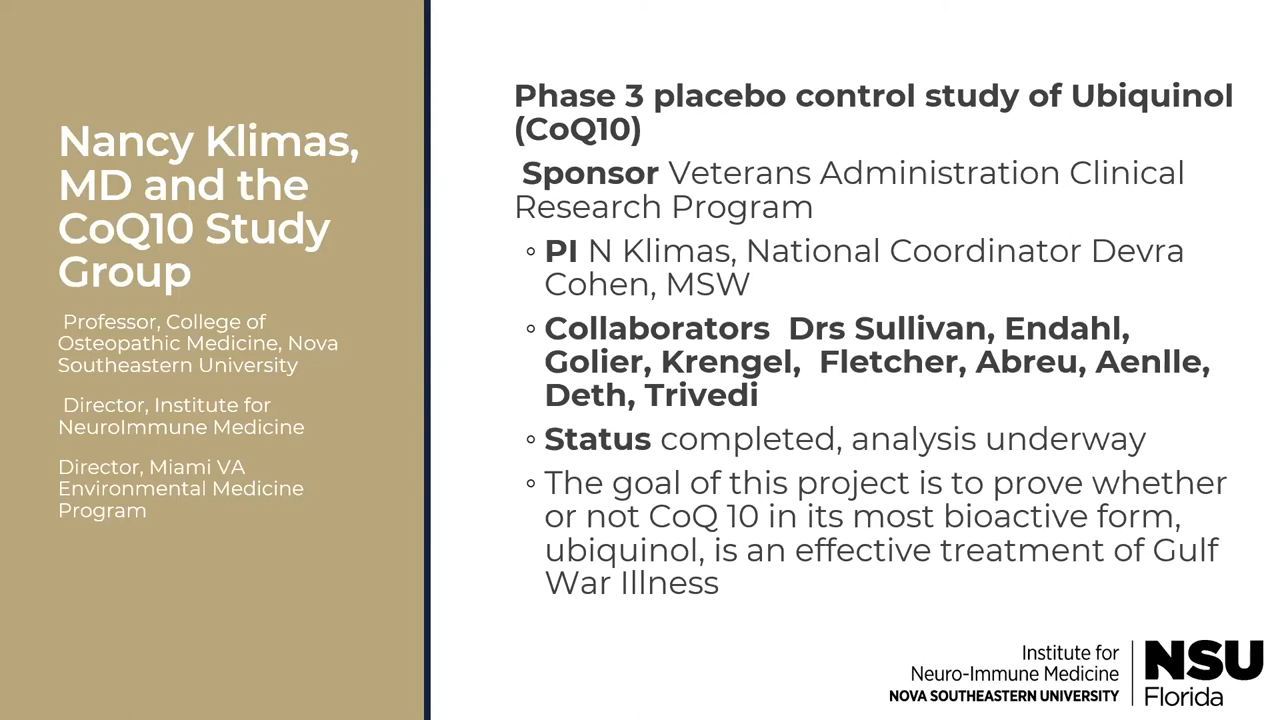 Nancy Klimas,
MD and the
CoQ10 Study
Group
Professor, College of
Osteopathic Medicine, Nova
Southeastern University
Director, Institute for
NeuroImmune Medicine
Director, Miami VA
Environmental Medicine
Program
Phase 3 placebo control study of Ubiquinol
(CoQ10)
Sponsor Veterans Administration Clinical
Research Program
◦ PI N Klimas, National Coordinator Devra
Cohen, MSW
◦ Collaborators Drs Sullivan, Endahl,
Golier, Krengel, Fletcher, Abreu, Aenlle,
Deth, Trivedi
◦ Status completed, analysis underway
◦ The goal of this project is to prove whether
or not CoQ 10 in its most bioactive form,
ubiquinol, is an effective treatment of Gulf
War Illness
Institute for
Neuro-Immune Medicine
NOVA SOUTHEASTERN UNIVERSITY
NSU
Florida